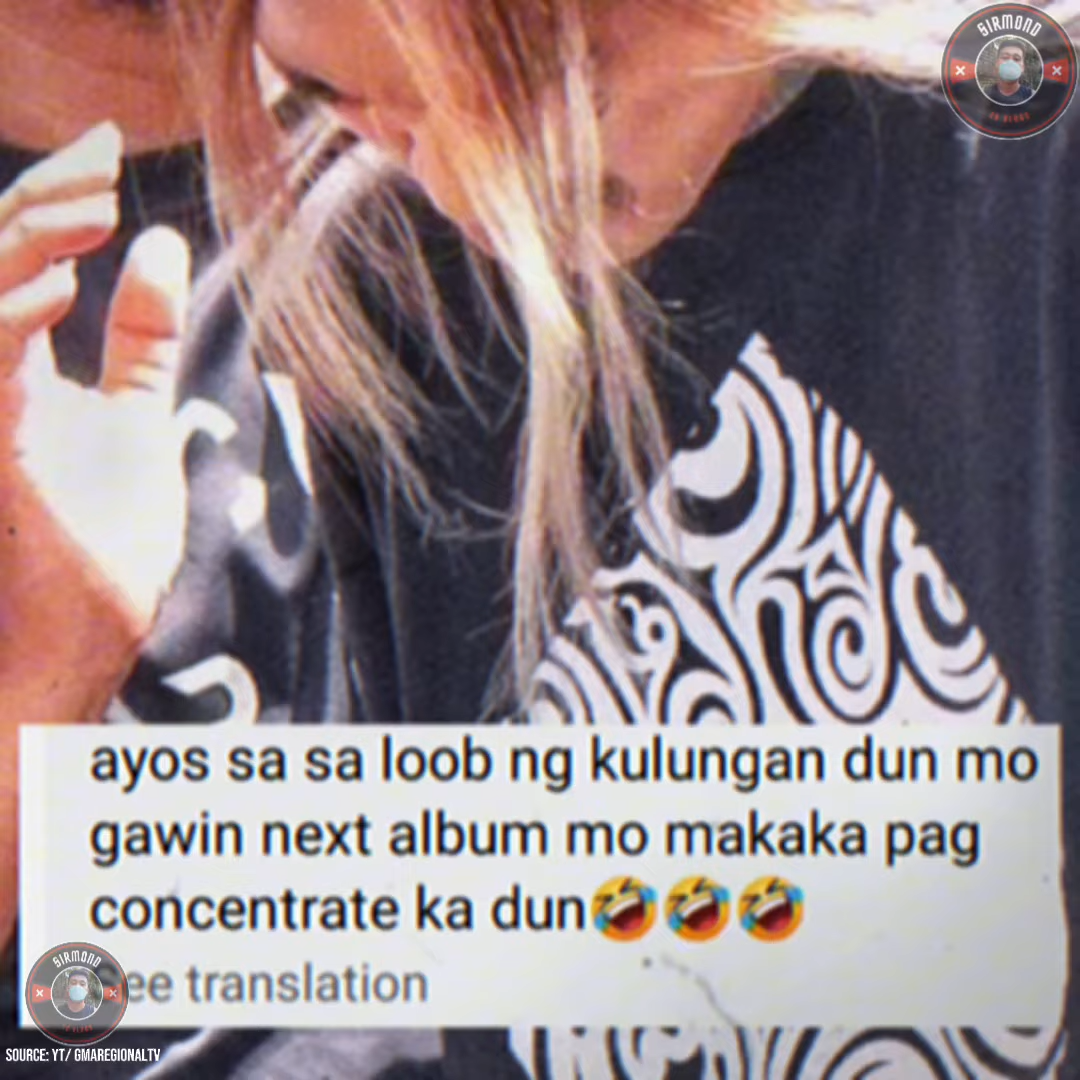 SIRMOND
ayos sa sa loob ng kulungan dun mo
gawin next album mo makaka pag
concentrate ka dun🤣🤣🤣
See translation
SIRMOND
SOURCE: YT/ GMAREGIONALTV